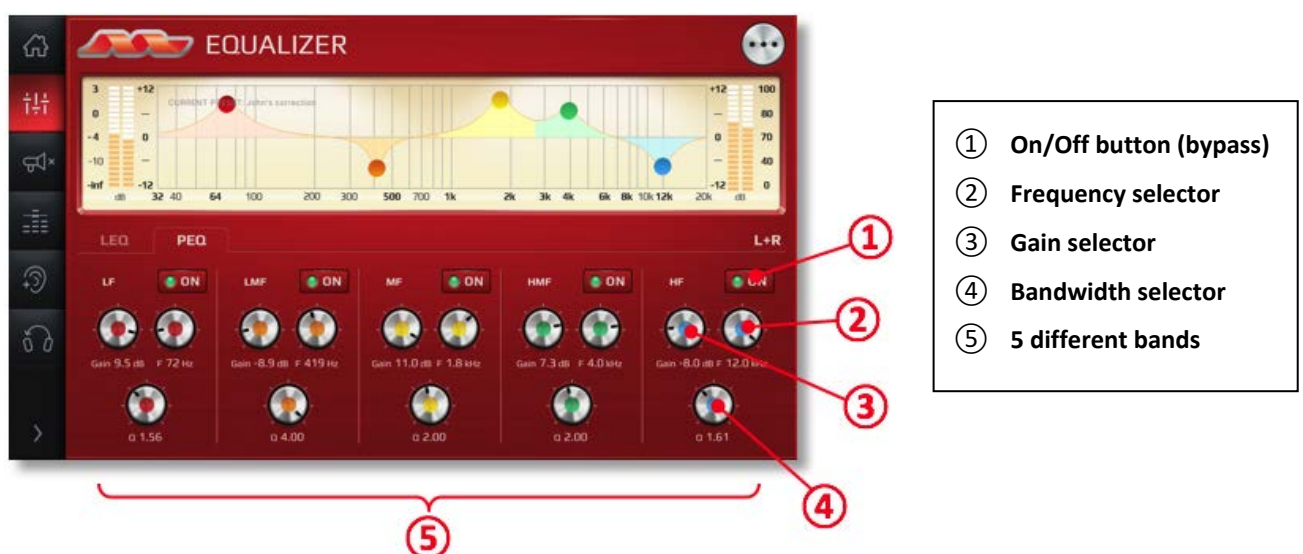 EQUALIZER
CURRENT PRESET: John's correction
3 +12 +12 100
0 — — 80
-4 0 0 70
-10 — — 40
-inf -12 -12 0
dB 32 40 64 100 200 300 500 700 1k 2k 3k 4k 6k 8k 10k 12k 20k dB
LEQ PEQ L+R
LF ON LMF ON MF ON HMF ON HF ON
Gain 9.5 dB F 72 Hz Gain -8.9 dB F 419 Hz Gain 11.0 dB F 1.8 kHz Gain 7.3 dB F 4.0 kHz Gain -8.0 dB F 12.0 kHz
Q 1.56 Q 4.00 Q 2.00 Q 2.00 Q 1.61
①
②
③
④
⑤
① On/Off button (bypass)
② Frequency selector
③ Gain selector
④ Bandwidth selector
⑤ 5 different bands